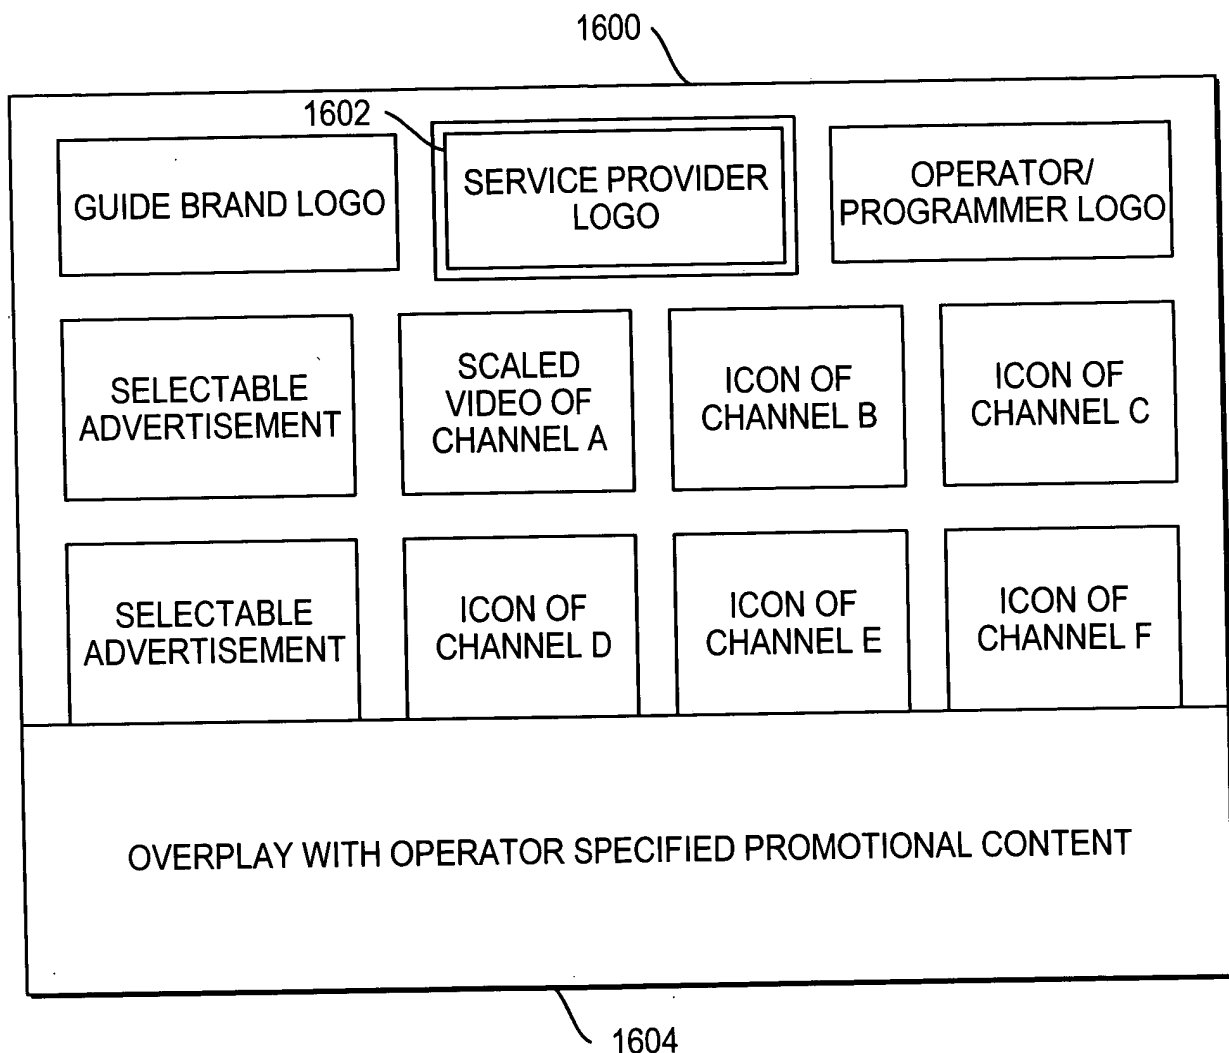 1600
1602
GUIDE BRAND LOGO
SERVICE PROVIDER
LOGO
OPERATOR/
PROGRAMMER LOGO
SELECTABLE
ADVERTISEMENT
SCALED
VIDEO OF
CHANNEL A
ICON OF
CHANNEL B
ICON OF
CHANNEL C
SELECTABLE
ADVERTISEMENT
ICON OF
CHANNEL D
ICON OF
CHANNEL E
ICON OF
CHANNEL F
OVERPLAY WITH OPERATOR SPECIFIED PROMOTIONAL CONTENT
1604